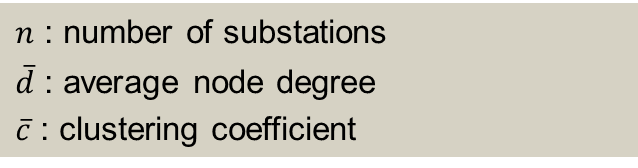 n : number of substations
d̄ : average node degree
c̄ : clustering coefficient